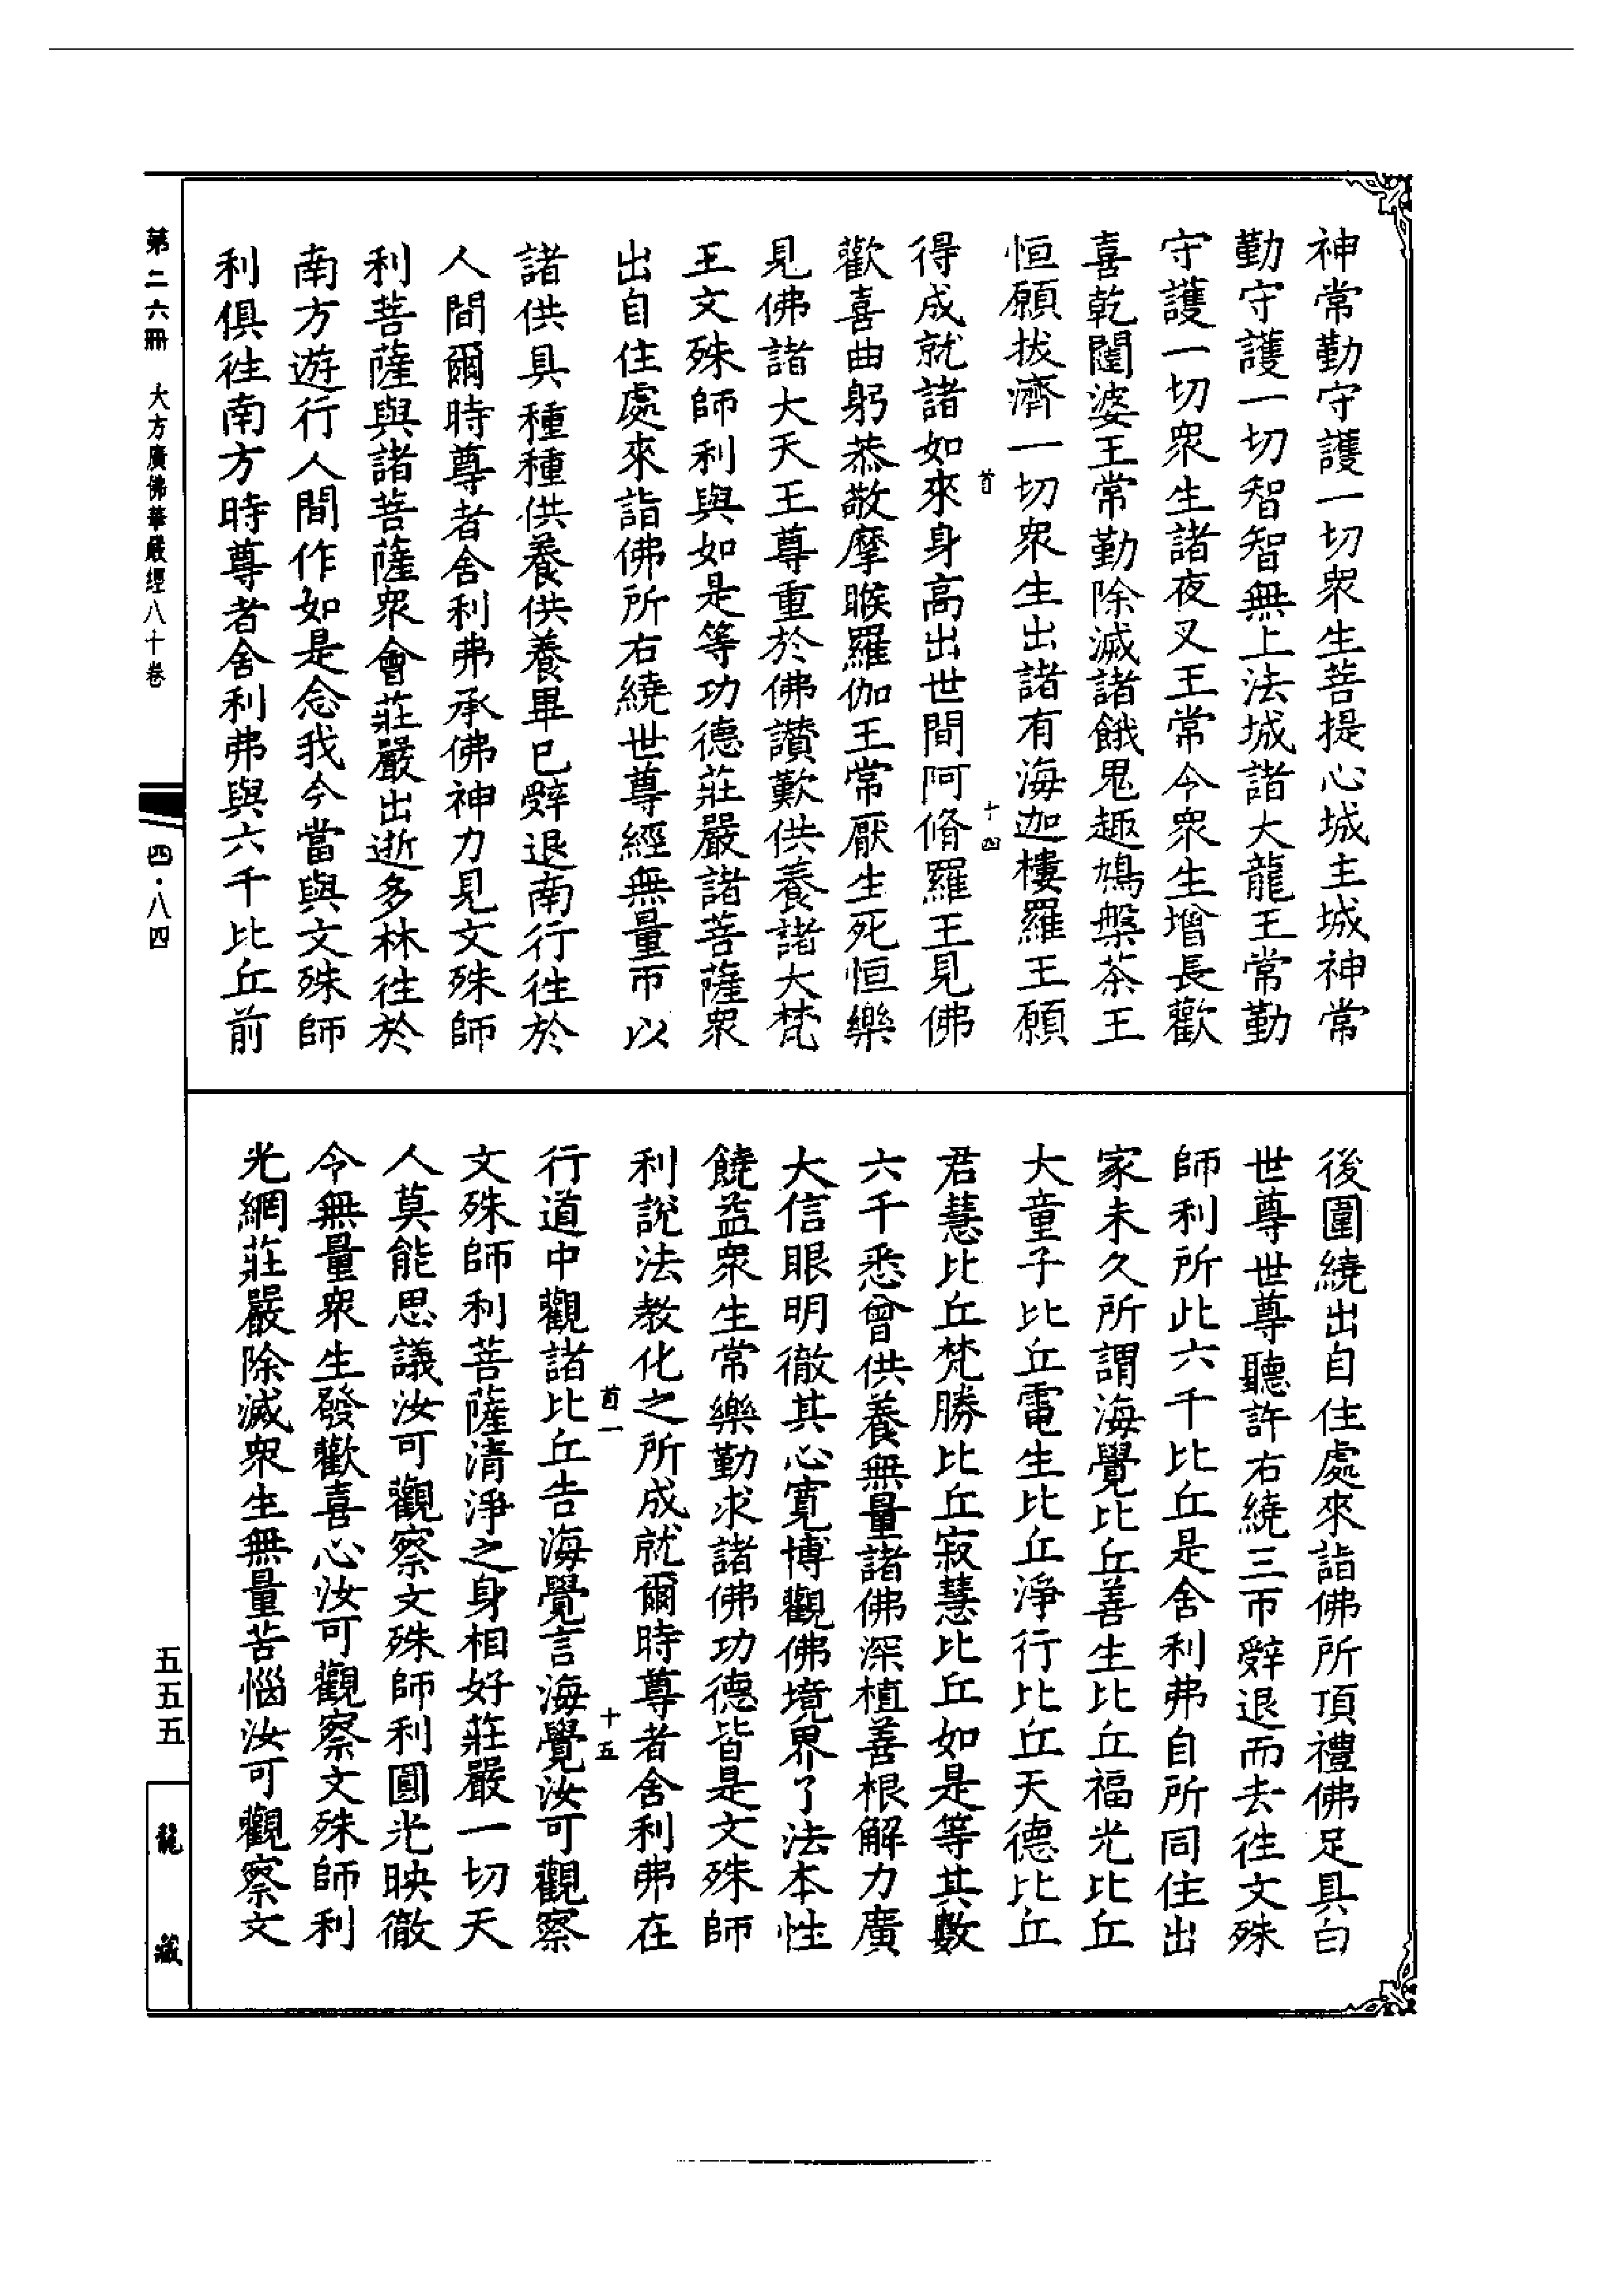 神常勤守護一切衆生菩提心城主城神常
勤守護一切智智無上法城諸大龍王常勤
守護一切衆生諸夜叉王常令衆生增長歡
喜乾闥婆王常勤除滅諸餓鬼趣鳩槃茶王
恒願拔濟一切衆生出諸有海迦樓羅王願
得成就諸如來身高出世間阿脩羅王見佛
歡喜曲躬恭敬摩睺羅伽王常厭生死恒樂
見佛諸大天王尊重於佛讚歎供養諸大梵
王文殊師利與如是等功德莊嚴諸菩薩衆
出自住處來詣佛所右繞世尊經無量帀以
諸供具種種供養供養畢已辭退南行往於
人間爾時尊者舍利弗承佛神力見文殊師
利菩薩與諸菩薩衆會莊嚴出逝多林往於
南方遊行人間作如是念我今當與文殊師
利俱往南方時尊者舍利弗與六千比丘前
後圍繞出自住處來詣佛所頂禮佛足具白
世尊世尊聽許右繞三帀辭退而去往文殊
師利所此六千比丘是舍利弗自所同住出
家未久所謂海覺比丘善生比丘福光比丘
大童子比丘電生比丘淨行比丘天德比丘
君慧比丘梵勝比丘寂慧比丘如是等其數
六千悉曾供養無量諸佛深植善根解力廣
大信眼明徹其心寬博觀佛境界了法本性
饒益衆生常樂勤求諸佛功德皆是文殊師
利說法教化之所成就爾時尊者舍利弗在
行道中觀諸比丘告海覺言海覺汝可觀察
文殊師利菩薩清淨之身相好莊嚴一切天
人莫能思議汝可觀察文殊師利圓光映徹
令無量衆生發歡喜心汝可觀察文殊師利
光網莊嚴除滅衆生無量苦惱汝可觀察文
首
十四
首一
十五
第二六冊 大方廣佛華嚴經八十卷
四·八四
五五五
龍藏